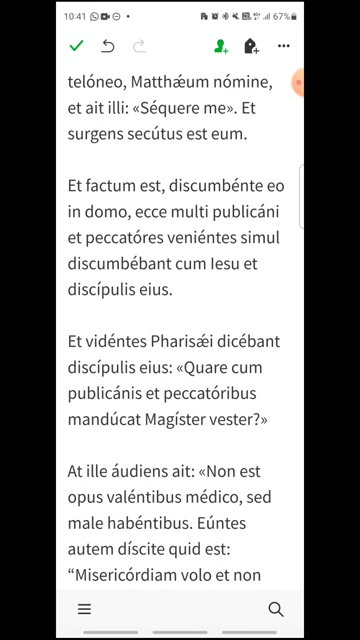 10:41
67%
telóneo, Matthǽum nómine,
et ait illi: «Séquere me». Et
surgens secútus est eum.
Et factum est, discumbénte eo
in domo, ecce multi publicáni
et peccatóres veniéntes simul
discumbébant cum Iesu et
discípulis eius.
Et vidéntes Pharisǽi dicébant
discípulis eius: «Quare cum
publicánis et peccatóribus
mandúcat Magíster vester?»
At ille áudiens ait: «Non est
opus valéntibus médico, sed
male habéntibus. Eúntes
autem díscite quid est:
“Misericórdiam volo et non